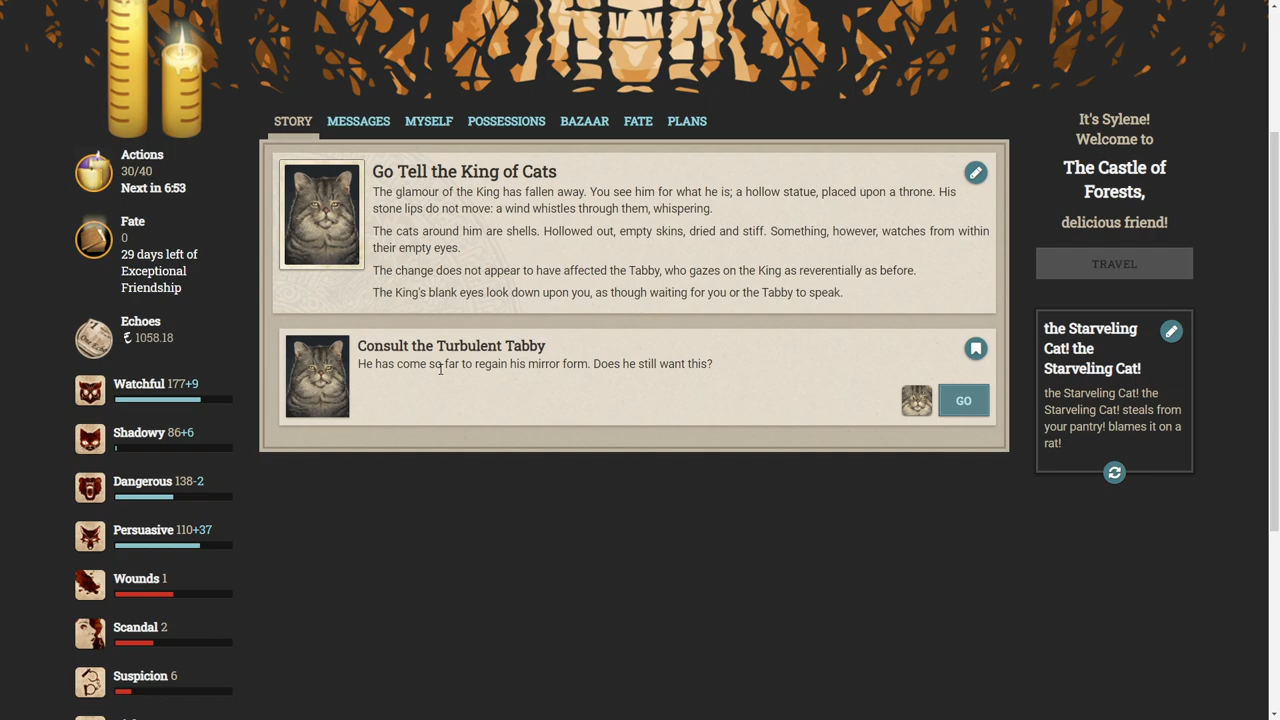 STORY MESSAGES MYSELF POSSESSIONS BAZAAR FATE PLANS
Actions
30/40
Next in 6:53
Fate
0
29 days left of
Exceptional
Friendship
Echoes
1058.18
Watchful 177+9
Shadowy 86+6
Dangerous 138-2
Persuasive 110+37
Wounds 1
Scandal 2
Suspicion 6
Go Tell the King of Cats
The glamour of the King has fallen away. You see him for what he is; a hollow statue, placed upon a throne. His
stone lips do not move: a wind whistles through them, whispering.
The cats around him are shells. Hollowed out, empty skins, dried and stiff. Something, however, watches from within
their empty eyes.
The change does not appear to have affected the Tabby, who gazes on the King as reverentially as before.
The King's blank eyes look down upon you, as though waiting for you or the Tabby to speak.
Consult the Turbulent Tabby
He has come so far to regain his mirror form. Does he still want this?
GO
It's Sylene!
Welcome to
The Castle of
Forests,
delicious friend!
TRAVEL
the Starveling
Cat! the
Starveling Cat!
the Starveling Cat! the
Starveling Cat! steals from
your pantry! blames it on a
rat!